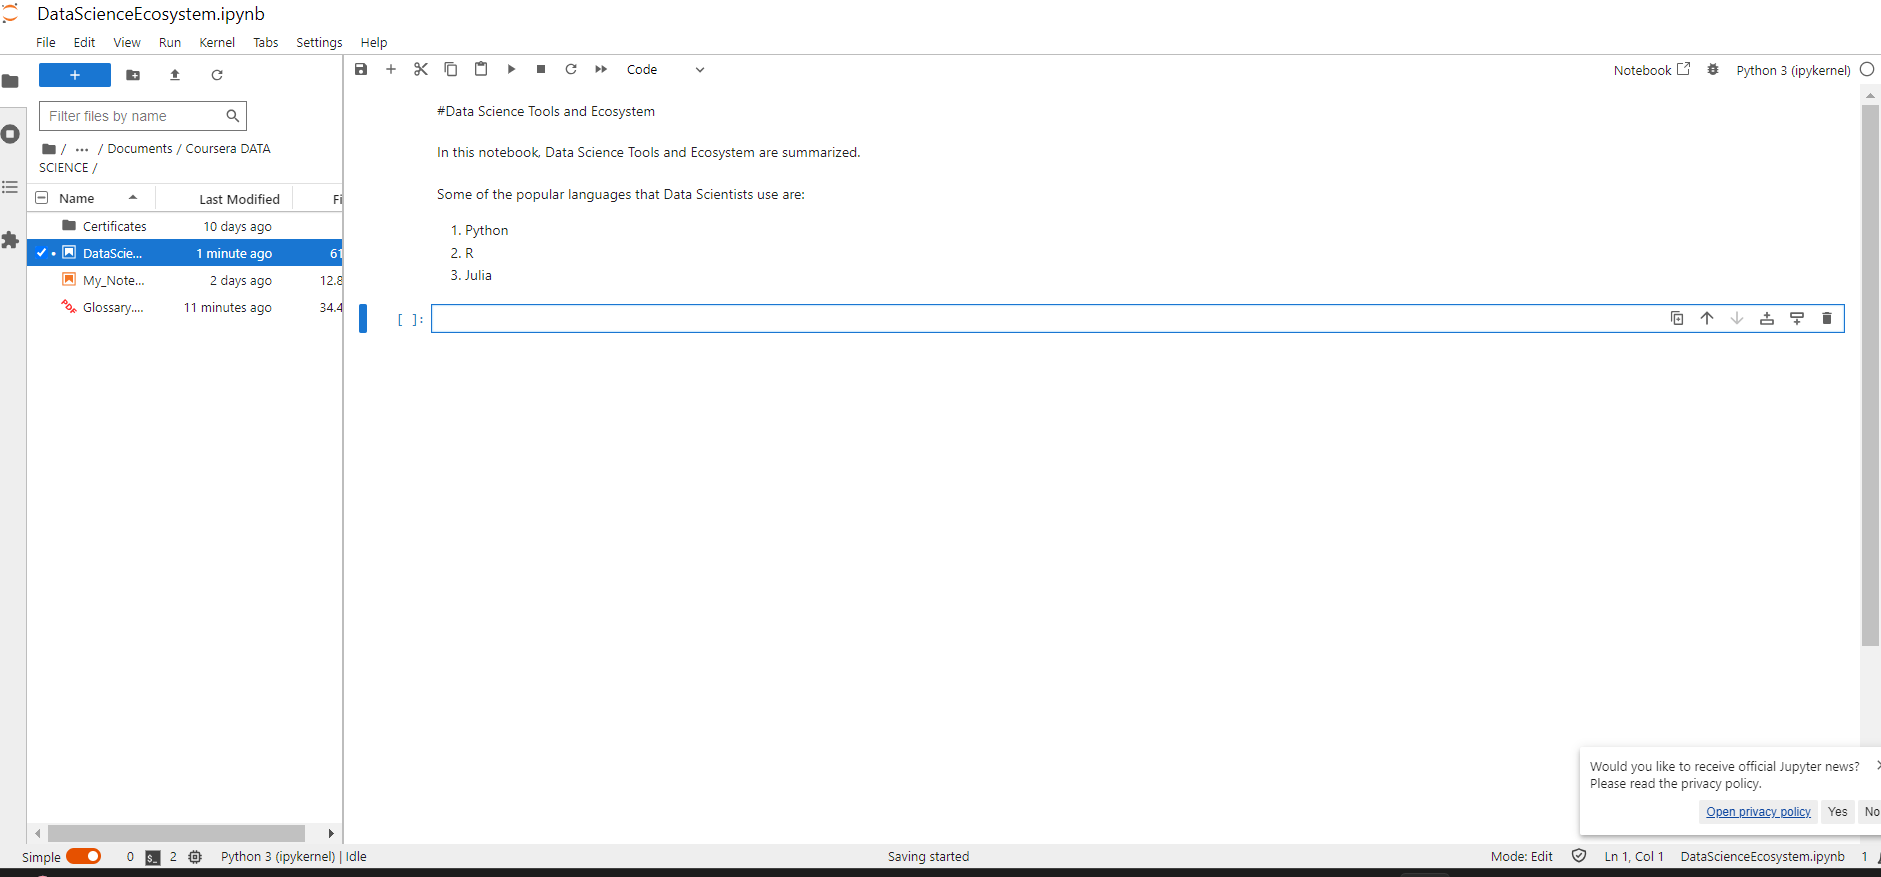 DataScienceEcosystem.ipynb
File Edit View Run Kernel Tabs Settings Help
+
Filter files by name
/ ... / Documents / Coursera DATA
SCIENCE /
Name Last Modified Fi
Certificates 10 days ago
DataScie... 1 minute ago 61
My_Note... 2 days ago 12.8
PDF Glossary.... 11 minutes ago 34.4
Code
Notebook Python 3 (ipykernel)
#Data Science Tools and Ecosystem
In this notebook, Data Science Tools and Ecosystem are summarized.
Some of the popular languages that Data Scientists use are:
1. Python
2. R
3. Julia
[ ]:
Would you like to receive official Jupyter news?
Please read the privacy policy.
Open privacy policy Yes No
Simple 0 $_ 2 Python 3 (ipykernel) | Idle Saving started Mode: Edit Ln 1, Col 1 DataScienceEcosystem.ipynb 1